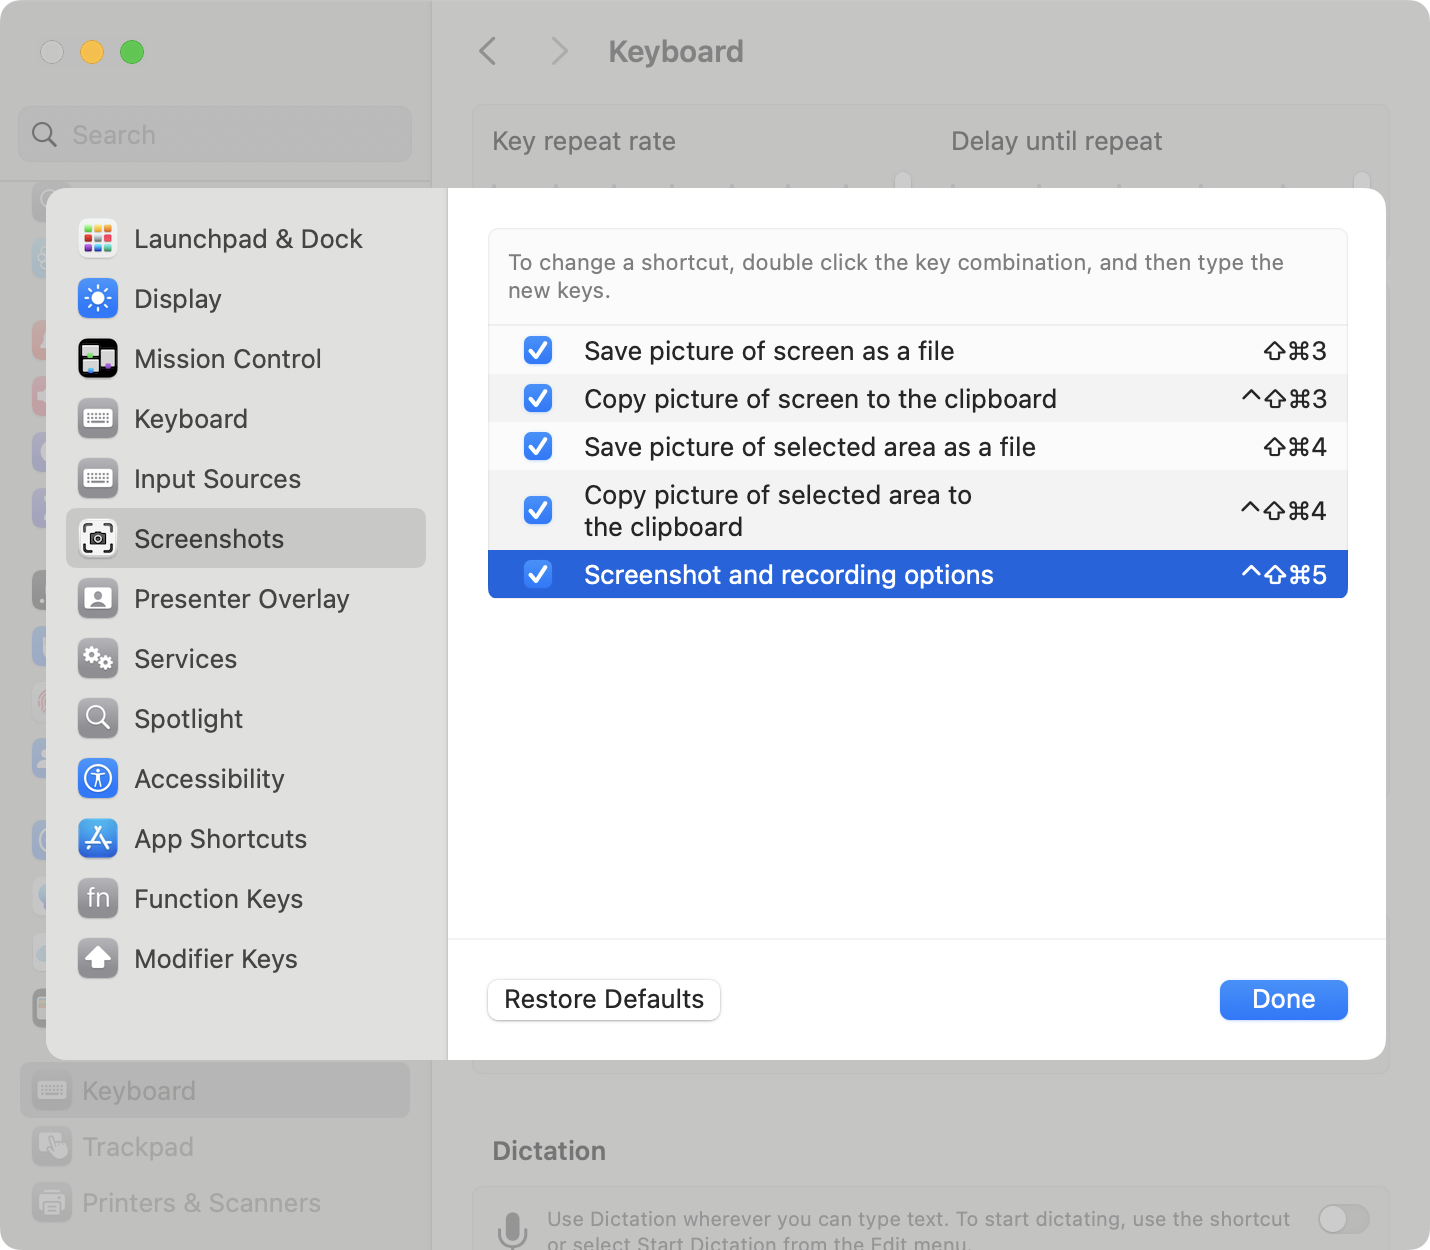 Keyboard
Search
Key repeat rate
Delay until repeat
Launchpad & Dock
Display
Mission Control
Keyboard
Input Sources
Screenshots
Presenter Overlay
Services
Spotlight
Accessibility
App Shortcuts
fn Function Keys
Modifier Keys
To change a shortcut, double click the key combination, and then type the
new keys.
Save picture of screen as a file ⇧⌘3
Copy picture of screen to the clipboard ^⇧⌘3
Save picture of selected area as a file ⇧⌘4
Copy picture of selected area to
the clipboard ^⇧⌘4
Screenshot and recording options ^⇧⌘5
Restore Defaults
Done
Keyboard
Trackpad
Printers & Scanners
Dictation
Use Dictation wherever you can type text. To start dictating, use the shortcut
or select Start Dictation from the Edit menu.